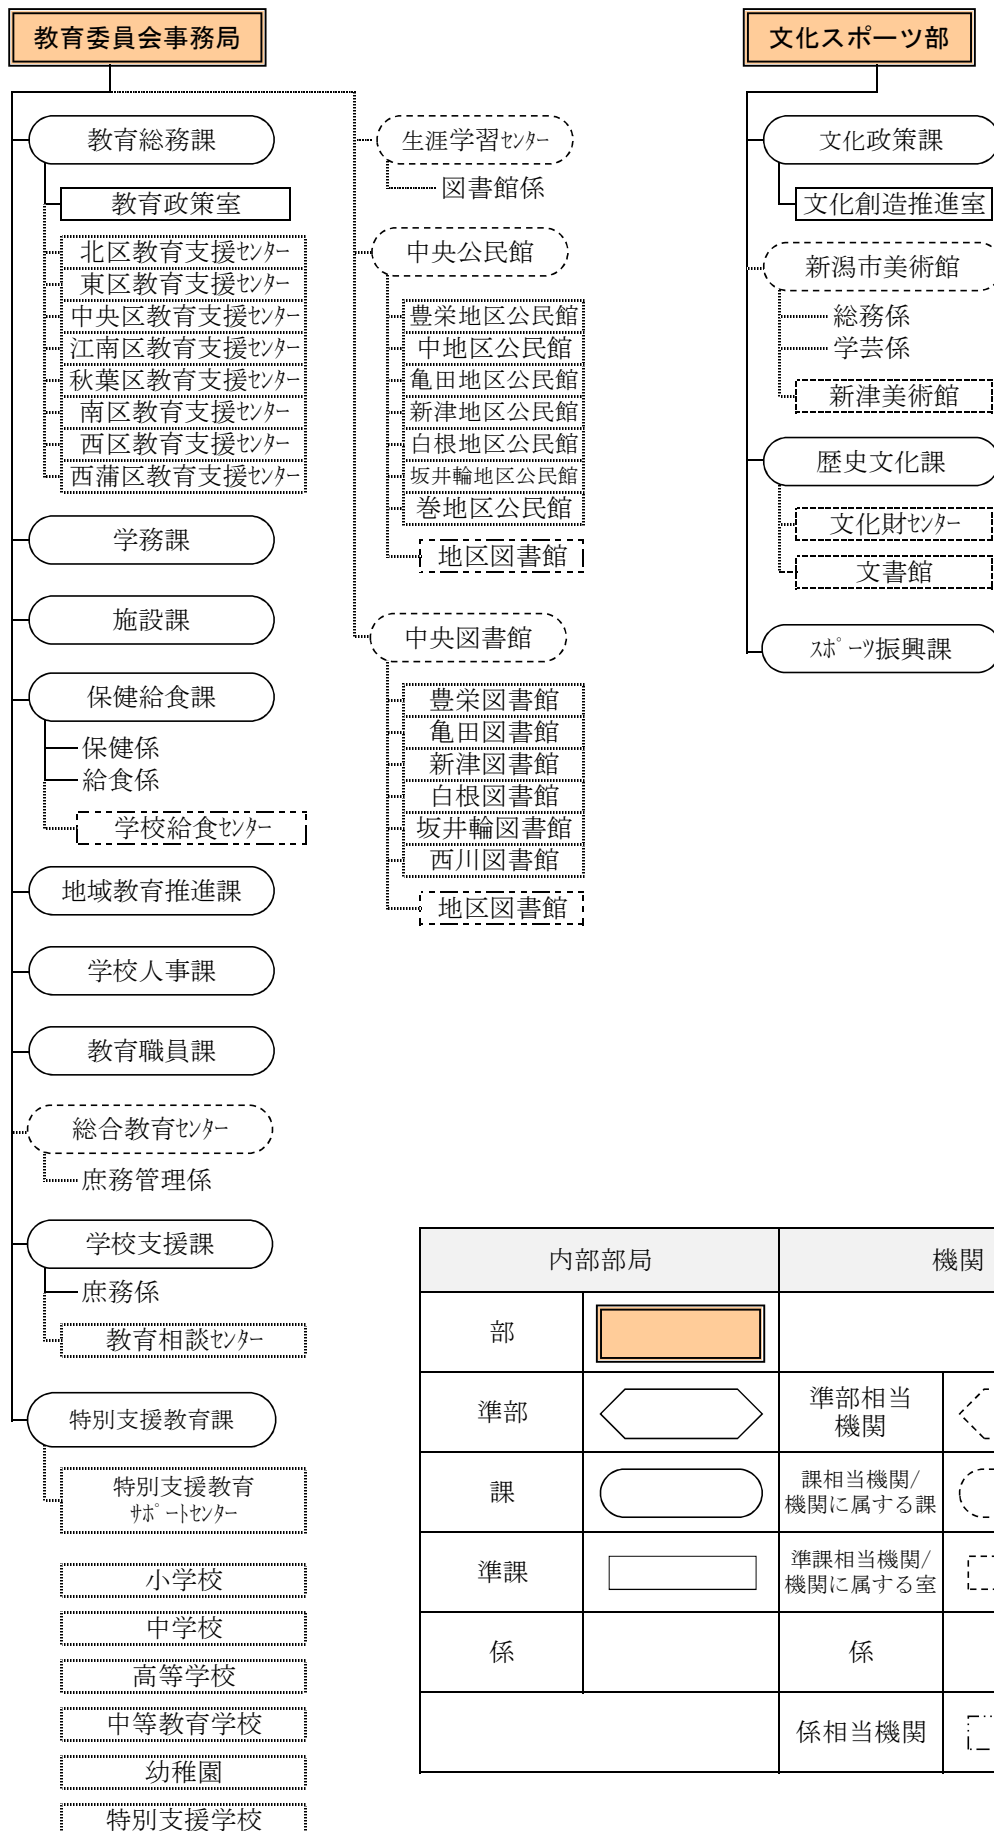 教育委員会事務局
教育総務課
教育政策室
北区教育支援ｾﾝﾀｰ
東区教育支援ｾﾝﾀｰ
中央区教育支援ｾﾝﾀｰ
江南区教育支援ｾﾝﾀｰ
秋葉区教育支援ｾﾝﾀｰ
南区教育支援ｾﾝﾀｰ
西区教育支援ｾﾝﾀｰ
西蒲区教育支援ｾﾝﾀｰ
学務課
施設課
保健給食課
保健係
給食係
学校給食ｾﾝﾀｰ
地域教育推進課
学校人事課
教育職員課
総合教育ｾﾝﾀｰ
庶務管理係
学校支援課
庶務係
教育相談ｾﾝﾀｰ
特別支援教育課
特別支援教育
ｻﾎﾟｰﾄｾﾝﾀｰ
小学校
中学校
高等学校
中等教育学校
幼稚園
特別支援学校
生涯学習ｾﾝﾀｰ
図書館係
中央公民館
豊栄地区公民館
中地区公民館
亀田地区公民館
新津地区公民館
白根地区公民館
坂井輪地区公民館
巻地区公民館
地区図書館
中央図書館
豊栄図書館
亀田図書館
新津図書館
白根図書館
坂井輪図書館
西川図書館
地区図書館
文化スポーツ部
文化政策課
文化創造推進室
新潟市美術館
総務係
学芸係
新津美術館
歴史文化課
文化財ｾﾝﾀｰ
文書館
ｽﾎﾟｰﾂ振興課
内部部局
機関
部
準部
準部相当
機関
課
課相当機関/
機関に属する課
準課
準課相当機関/
機関に属する室
係
係
係相当機関